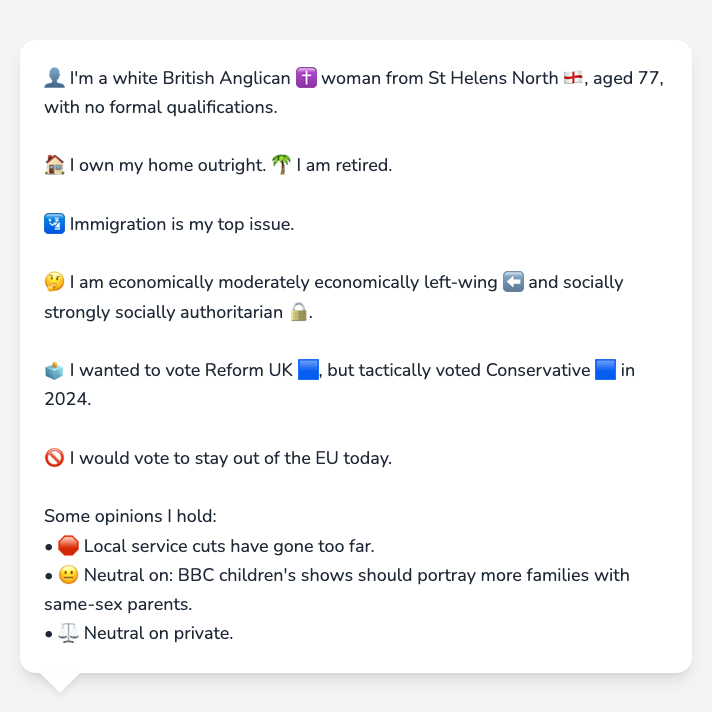 👤 I'm a white British Anglican ✝️ woman from St Helens North 🏴󠁧󠁢󠁥󠁮󠁧󠁿, aged 77,
with no formal qualifications.
🏠 I own my home outright. 🌴 I am retired.
🛂 Immigration is my top issue.
🤔 I am economically moderately economically left-wing ⬅️ and socially
strongly socially authoritarian 🔒.
🗳️ I wanted to vote Reform UK 🟦, but tactically voted Conservative 🟦 in
2024.
🚫 I would vote to stay out of the EU today.
Some opinions I hold:
• 🛑 Local service cuts have gone too far.
• 😐 Neutral on: BBC children's shows should portray more families with
same-sex parents.
• ⚖️ Neutral on private.